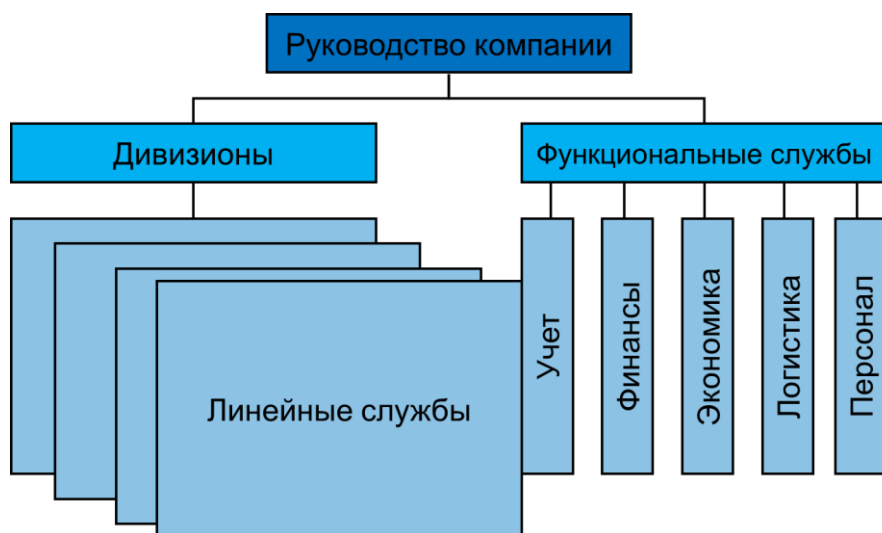 Руководство компании
Дивизионы
Функциональные службы
Линейные службы
Учет
Финансы
Экономика
Логистика
Персонал